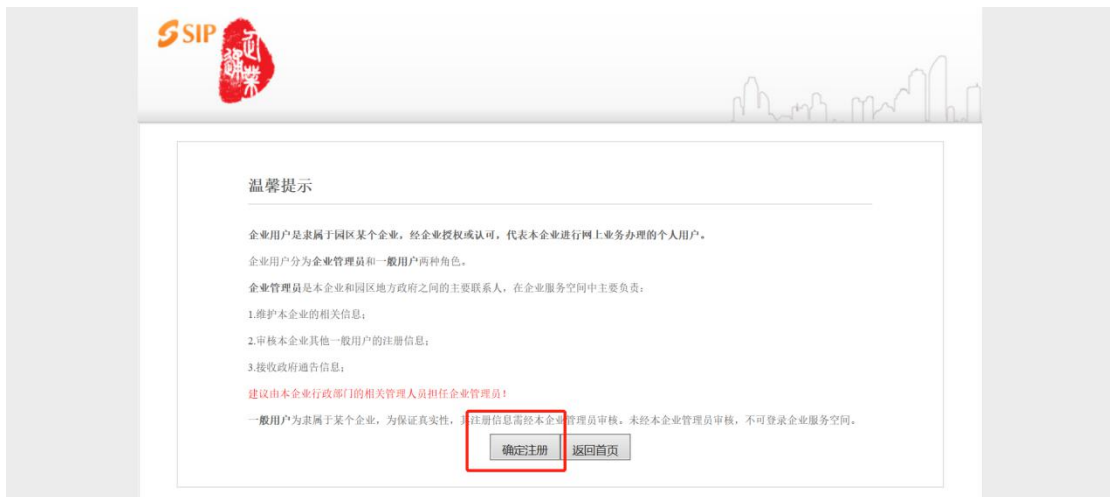 SIP
企业通
温馨提示
企业用户是隶属于园区某个企业，经企业授权或认可，代表本企业进行网上业务办理的个人用户。
企业用户分为企业管理员和一般用户两种角色。
企业管理员是本企业和园区地方政府之间的主要联系人，在企业服务空间中主要负责：
1.维护本企业的相关信息；
2.审核本企业其他一般用户的注册信息；
3.接收政府通告信息；
建议由本企业行政部门的相关管理人员担任企业管理员！
一般用户为隶属于某个企业，为保证真实性，其注册信息需经本企业管理员审核。未经本企业管理员审核，不可登录企业服务空间。
确定注册 返回首页